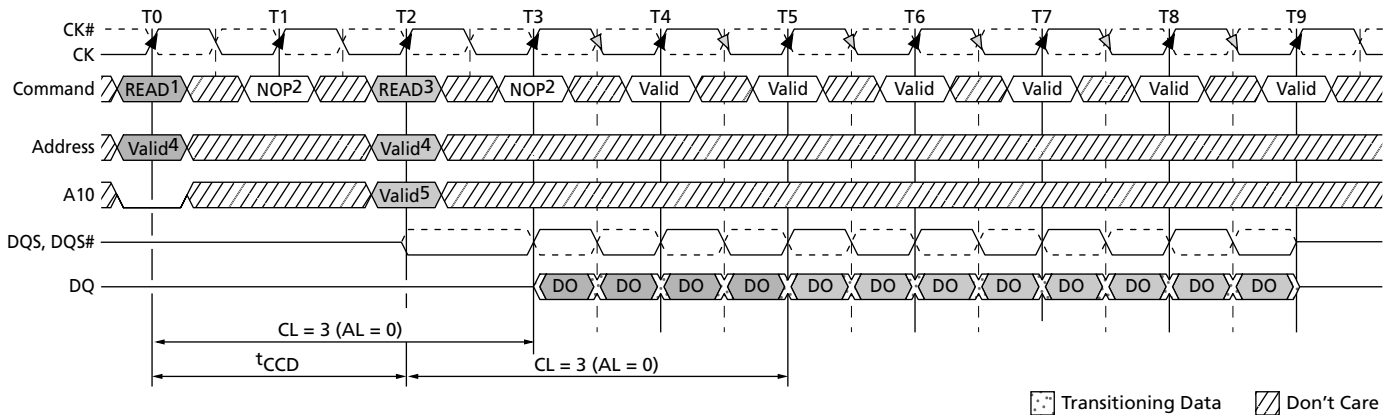 T0 T1 T2 T3 T4 T5 T6 T7 T8 T9
CK#
CK
Command READ1 NOP2 READ3 NOP2 Valid Valid Valid Valid Valid Valid
Address Valid4 Valid4
A10 Valid5
DQS, DQS#
DQ DO DO DO DO DO DO DO DO DO DO DO DO
CL = 3 (AL = 0)
tCCD CL = 3 (AL = 0)
Transitioning Data Don't Care